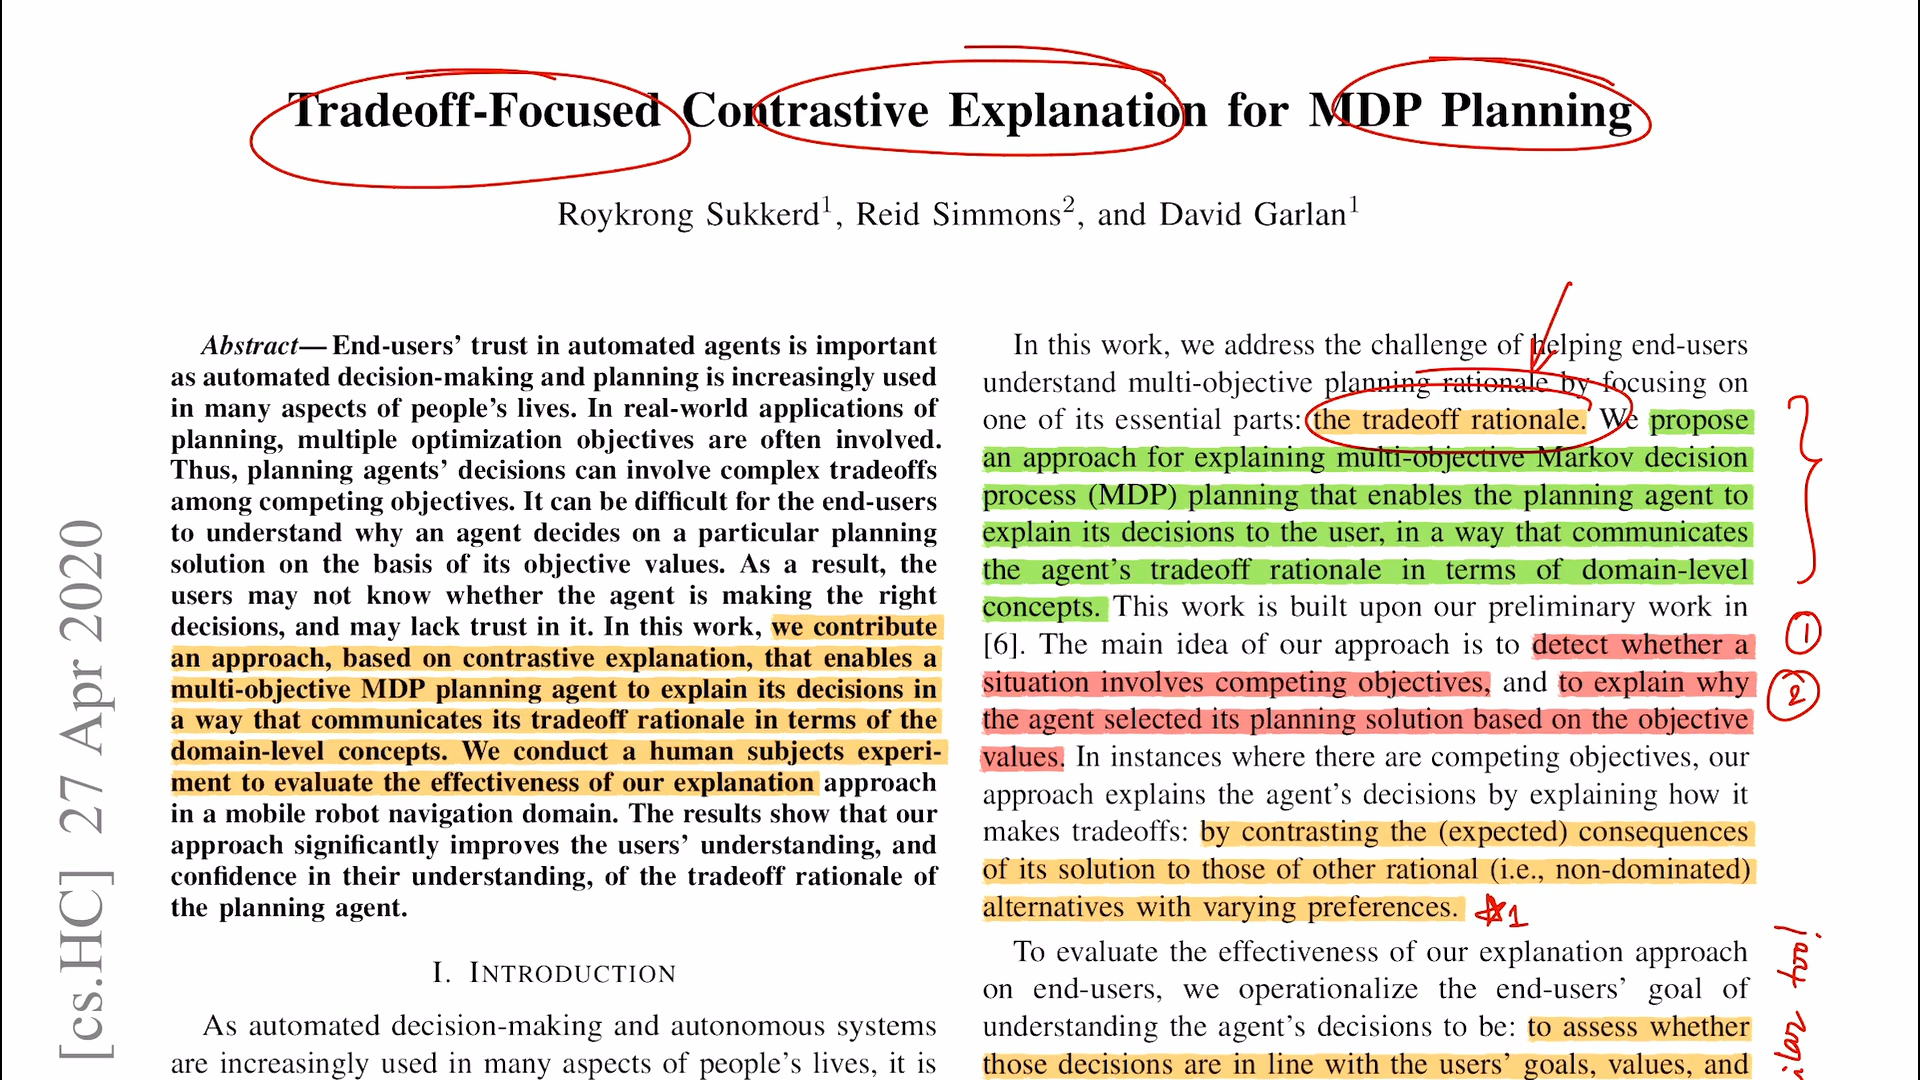 Tradeoff-Focused Contrastive Explanation for MDP Planning
Roykrong Sukkerd1, Reid Simmons2, and David Garlan1
Abstract— End-users' trust in automated agents is important
as automated decision-making and planning is increasingly used
in many aspects of people's lives. In real-world applications of
planning, multiple optimization objectives are often involved.
Thus, planning agents' decisions can involve complex tradeoffs
among competing objectives. It can be difficult for the end-users
to understand why an agent decides on a particular planning
solution on the basis of its objective values. As a result, the
users may not know whether the agent is making the right
decisions, and may lack trust in it. In this work, we contribute
an approach, based on contrastive explanation, that enables a
multi-objective MDP planning agent to explain its decisions in
a way that communicates its tradeoff rationale in terms of the
domain-level concepts. We conduct a human subjects experi-
ment to evaluate the effectiveness of our explanation approach
in a mobile robot navigation domain. The results show that our
approach significantly improves the users' understanding, and
confidence in their understanding, of the tradeoff rationale of
the planning agent.
I. INTRODUCTION
As automated decision-making and autonomous systems
are increasingly used in many aspects of people's lives, it is
In this work, we address the challenge of helping end-users
understand multi-objective planning rationale by focusing on
one of its essential parts: the tradeoff rationale. We propose
an approach for explaining multi-objective Markov decision
process (MDP) planning that enables the planning agent to
explain its decisions to the user, in a way that communicates
the agent's tradeoff rationale in terms of domain-level
concepts. This work is built upon our preliminary work in
[6]. The main idea of our approach is to detect whether a
situation involves competing objectives, and to explain why
the agent selected its planning solution based on the objective
values. In instances where there are competing objectives, our
approach explains the agent's decisions by explaining how it
makes tradeoffs: by contrasting the (expected) consequences
of its solution to those of other rational (i.e., non-dominated)
alternatives with varying preferences. ☆1
To evaluate the effectiveness of our explanation approach
on end-users, we operationalize the end-users' goal of
understanding the agent's decisions to be: to assess whether
those decisions are in line with the users' goals, values, and
1
2
too!
[cs.HC] 27 Apr 2020